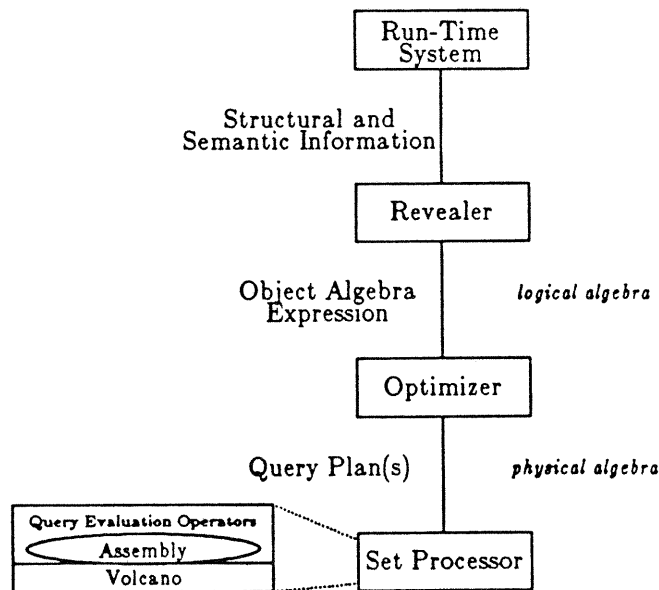 Run-Time
System
Structural and
Semantic Information
Revealer
Object Algebra
Expression
logical algebra
Optimizer
Query Plan(s)
physical algebra
Query Evaluation Operators
Assembly
Volcano
Set Processor